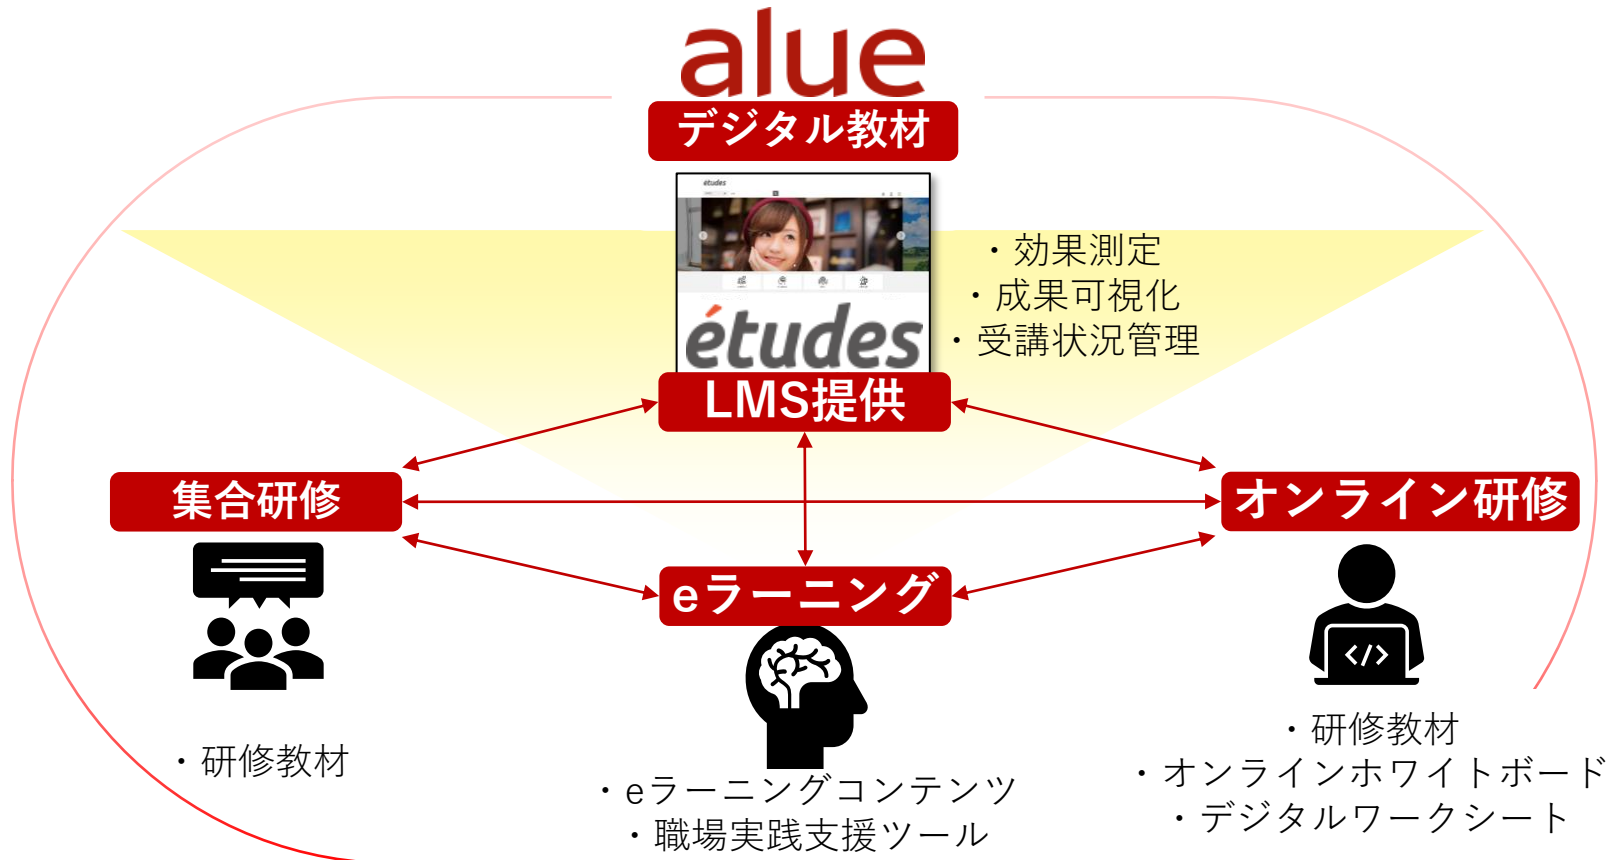 alue
デジタル教材
études
・効果測定
・成果可視化
・受講状況管理
études
LMS提供
集合研修
オンライン研修
eラーニング
</>
・研修教材
・研修教材
・オンラインホワイトボード
・デジタルワークシート
・eラーニングコンテンツ
・職場実践支援ツール